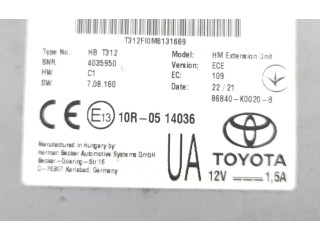 T312FI0M6131669
Type No: HB T312 Model: HM Extension Unit
SNR: 4035950 ECE
HW: C1 EC: 109
SW: 7.08.160 Date: 22 / 21
86840-K0020-B
CE E13 10R-05 14036
Manufactured in Hungary by
Harman Becker Automotive Systems GmbH
Becker-Goering-Str 16
D-76307 Karlsbad, Germany
UA TOYOTA
12V 1,5A